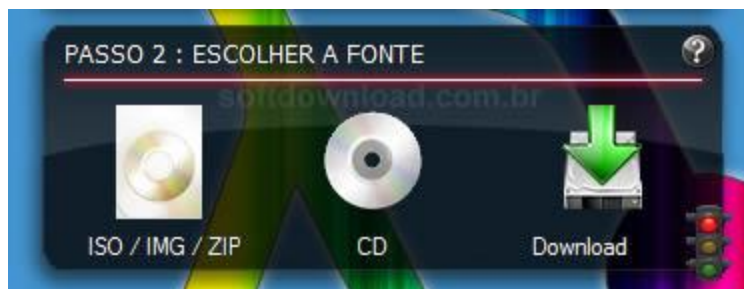 PASSO 2 : ESCOLHER A FONTE
?
softdownload.com.br
ISO / IMG / ZIP
CD
Download